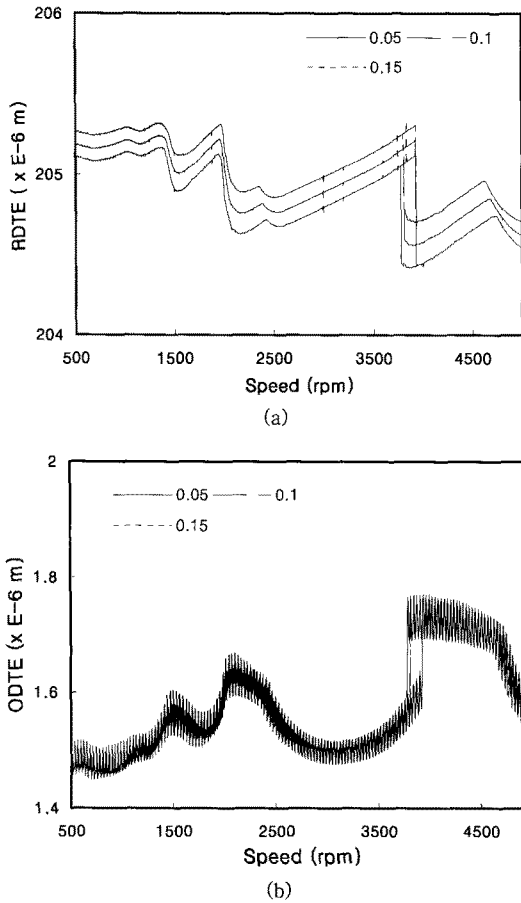 206
0.05 0.1
0.15
205
204
RDTE ( x E-6 m )
500 1500 2500 3500 4500
Speed (rpm)
(a)
2
0.05 0.1
0.15
1.8
1.6
1.4
ODTE (x E-6 m)
500 1500 2500 3500 4500
Speed (rpm)
(b)